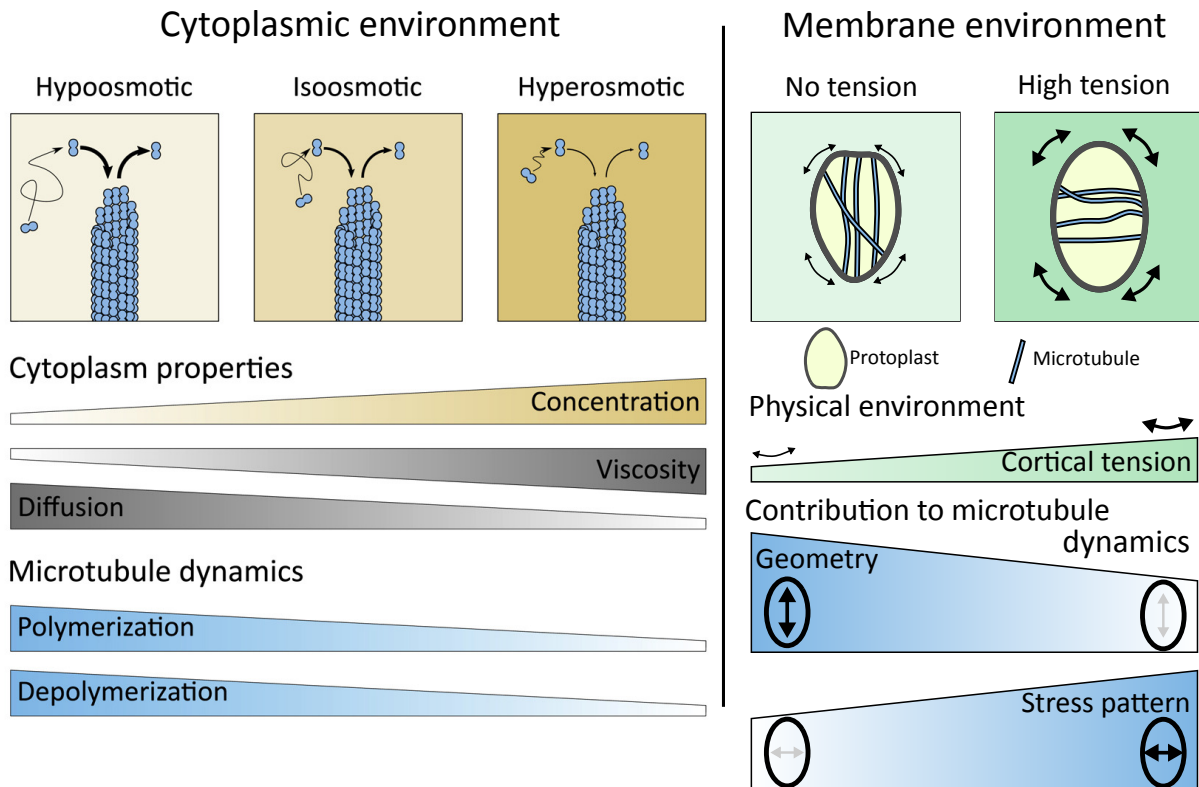 Cytoplasmic environment
Hypoosmotic
Isoosmotic
Hyperosmotic
Cytoplasm properties
Concentration
Viscosity
Diffusion
Microtubule dynamics
Polymerization
Depolymerization
Membrane environment
No tension
High tension
Protoplast
Microtubule
Physical environment
Cortical tension
Contribution to microtubule
dynamics
Geometry
Stress pattern